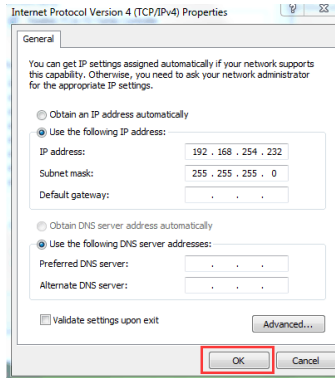 Internet Protocol Version 4 (TCP/IPv4) Properties
General
You can get IP settings assigned automatically if your network supports
this capability. Otherwise, you need to ask your network administrator
for the appropriate IP settings.
Obtain an IP address automatically
Use the following IP address:
IP address: 192 . 168 . 254 . 232
Subnet mask: 255 . 255 . 255 . 0
Default gateway: . . .
Obtain DNS server address automatically
Use the following DNS server addresses:
Preferred DNS server: . . .
Alternate DNS server: . . .
Validate settings upon exit
Advanced...
OK Cancel